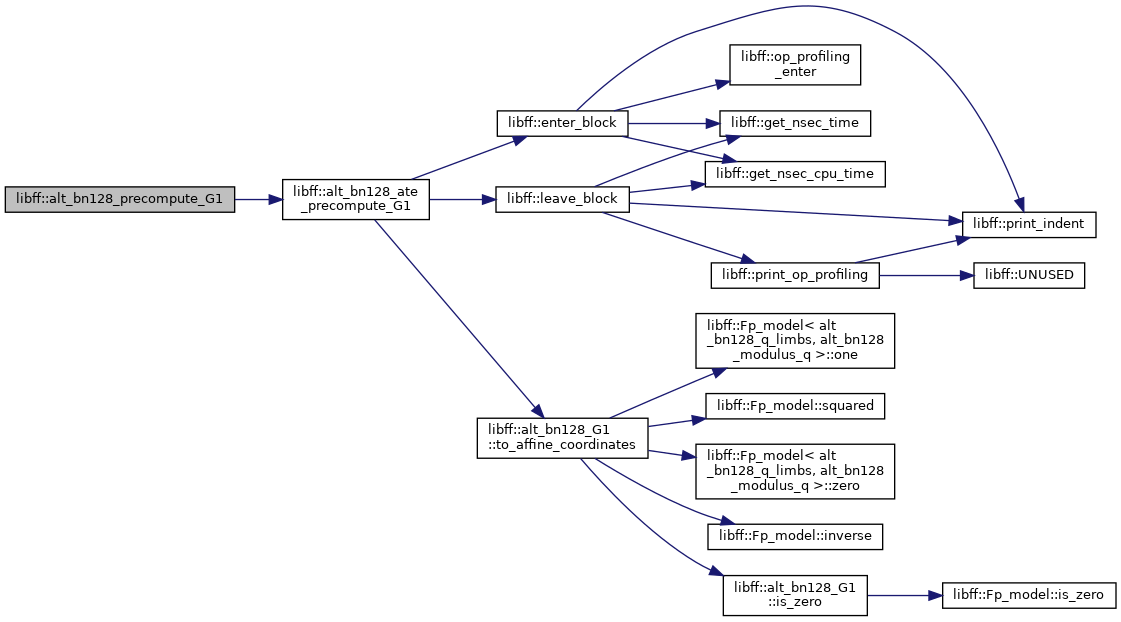 libff::alt_bn128_precompute_G1
libff::alt_bn128_ate
_precompute_G1
libff::enter_block
libff::leave_block
libff::alt_bn128_G1
::to_affine_coordinates
libff::op_profiling
_enter
libff::get_nsec_time
libff::get_nsec_cpu_time
libff::print_indent
libff::print_op_profiling
libff::UNUSED
libff::Fp_model< alt
_bn128_q_limbs, alt_bn128
_modulus_q >::one
libff::Fp_model::squared
libff::Fp_model< alt
_bn128_q_limbs, alt_bn128
_modulus_q >::zero
libff::Fp_model::inverse
libff::alt_bn128_G1
::is_zero
libff::Fp_model::is_zero